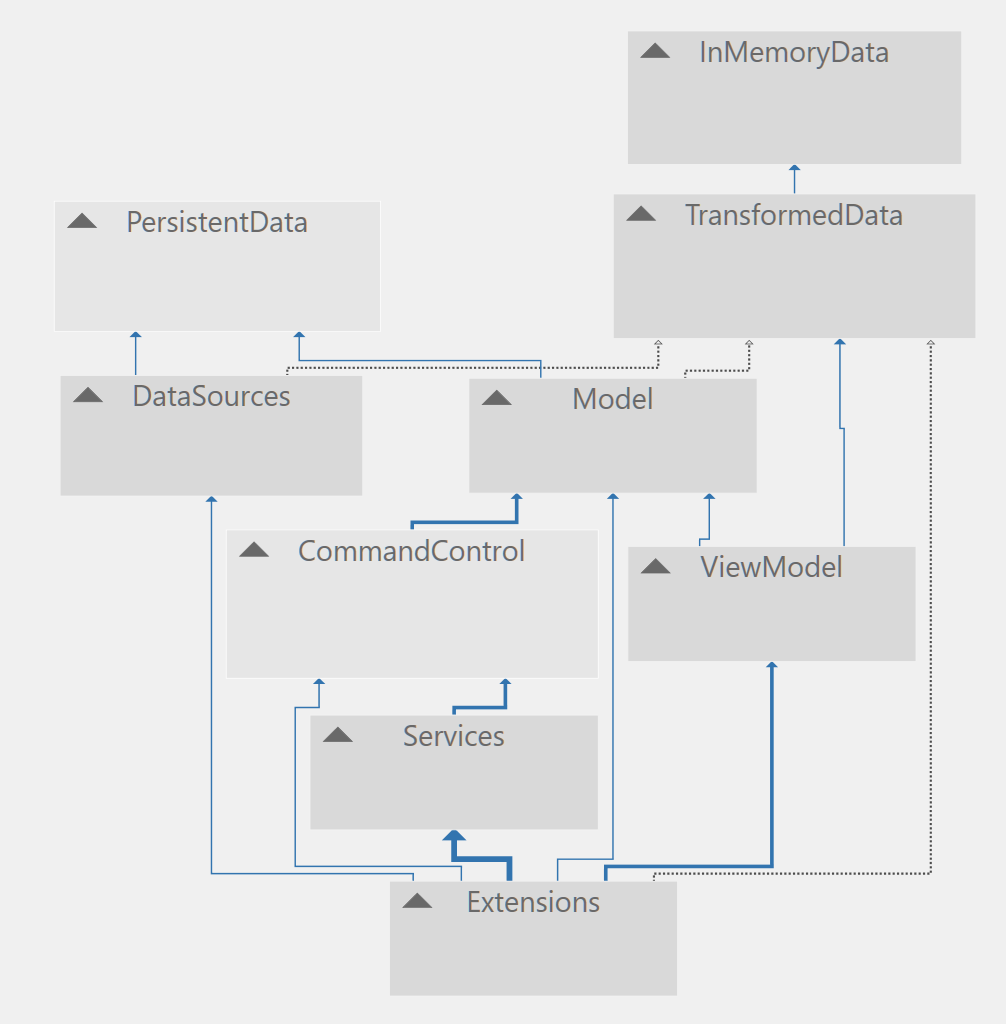 InMemoryData
TransformedData
PersistentData
DataSources
Model
CommandControl
ViewModel
Services
Extensions